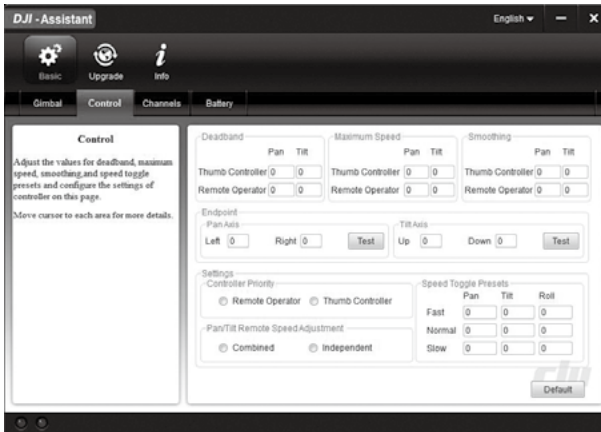 DJI - Assistant
English
Basic
Upgrade
Info
Gimbal Control Channels Battery
Control
Adjust the values for deadband, maximum
speed, smoothing,and speed toggle
presets and configure the settings of
controller on this page.
Move cursor to each area for more details.
Deadband
Pan Tilt
Thumb Controller 0 0
Remote Operator 0 0
Maximum Speed
Pan Tilt
Thumb Controller 0 0
Remote Operator 0 0
Smoothing
Pan Tilt
Thumb Controller 0 0
Remote Operator 0 0
Endpoint
Pan Axis
Left 0 Right 0 Test
Tilt Axis
Up 0 Down 0 Test
Settings
Controller Priority
Remote Operator Thumb Controller
Pan/Tilt Remote Speed Adjustment
Combined Independent
Speed Toggle Presets
Pan Tilt Roll
Fast 0 0 0
Normal 0 0 0
Slow 0 0 0
Default